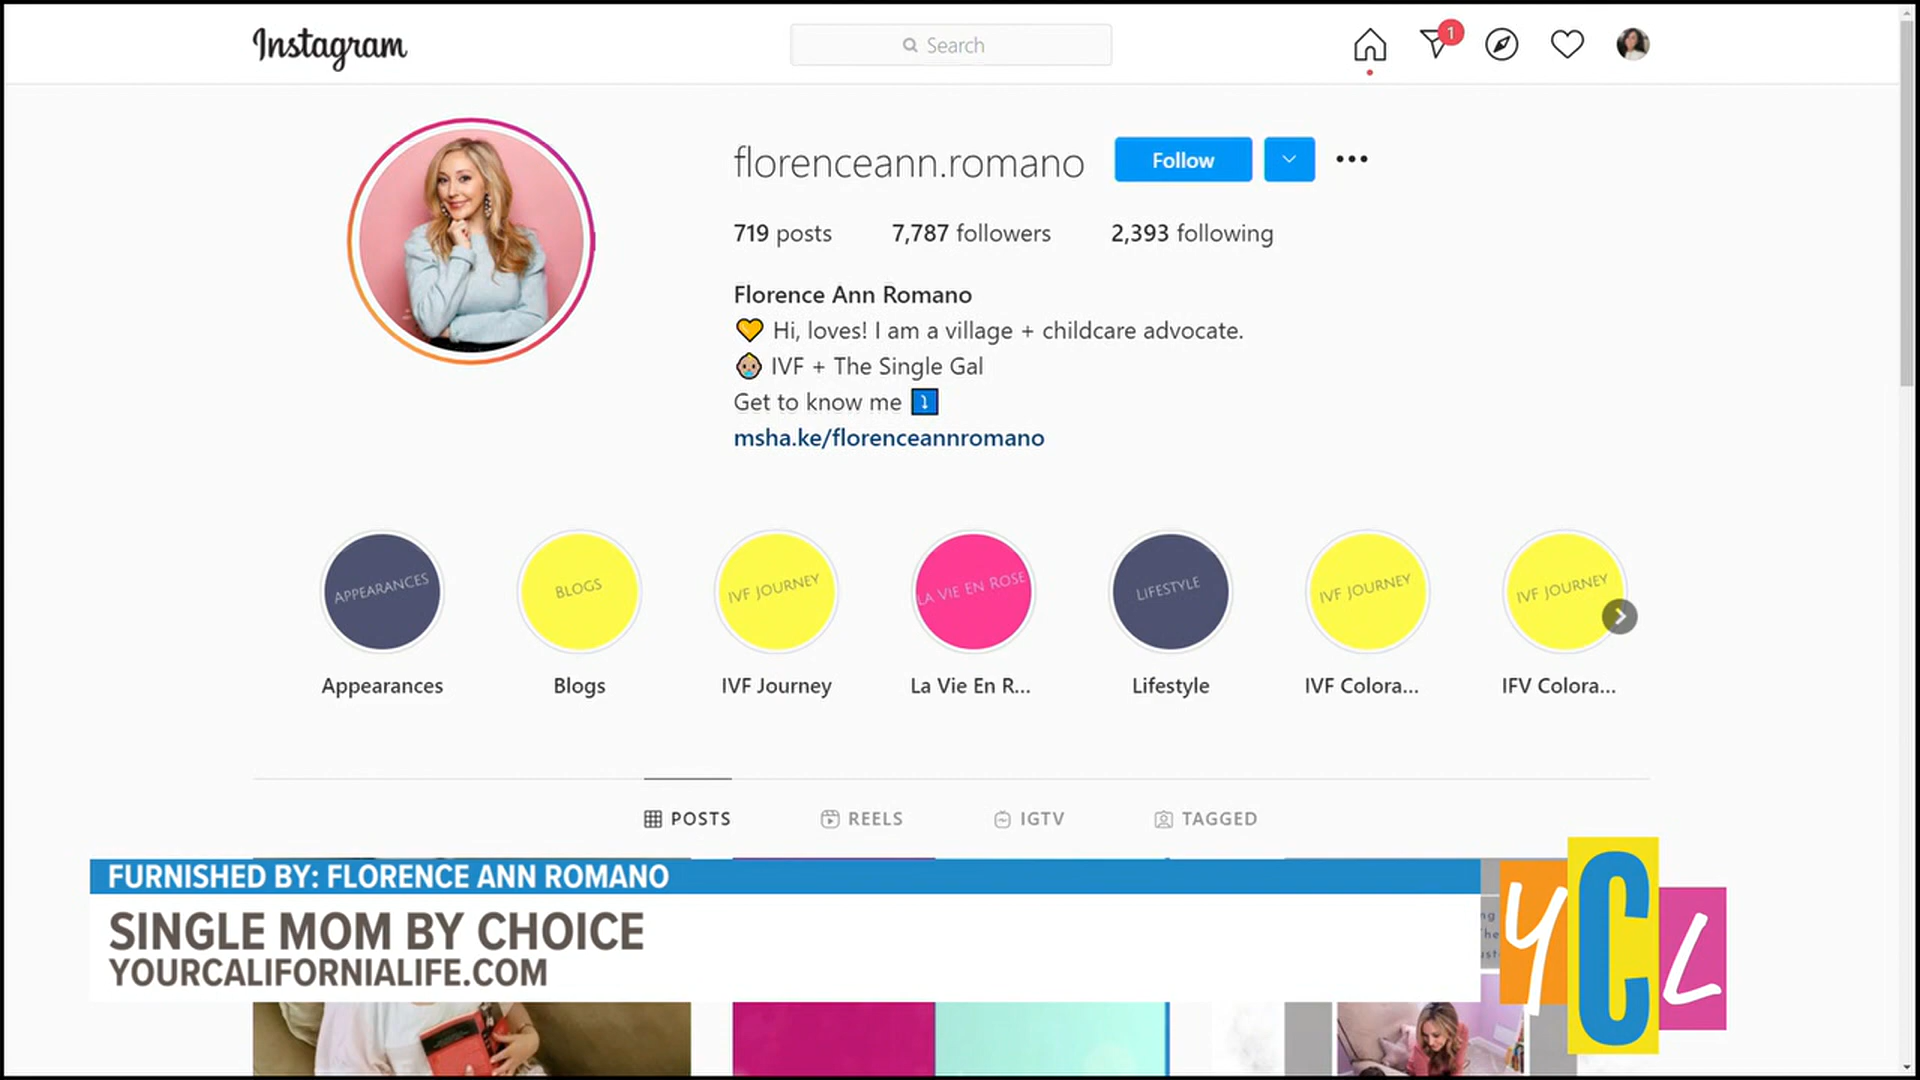 Instagram
Search
1
florenceann.romano
Follow
719 posts 7,787 followers 2,393 following
Florence Ann Romano
Hi, loves! I am a village + childcare advocate.
IVF + The Single Gal
Get to know me
msha.ke/florenceannromano
APPEARANCES
BLOGS
IVF JOURNEY
LA VIE EN ROSE
LIFESTYLE
IVF JOURNEY
IVF JOURNEY
Appearances
Blogs
IVF Journey
La Vie En R...
Lifestyle
IVF Colora...
IFV Colora...
POSTS
REELS
IGTV
TAGGED
FURNISHED BY: FLORENCE ANN ROMANO
SINGLE MOM BY CHOICE
YOURCALIFORNIALIFE.COM
YCL